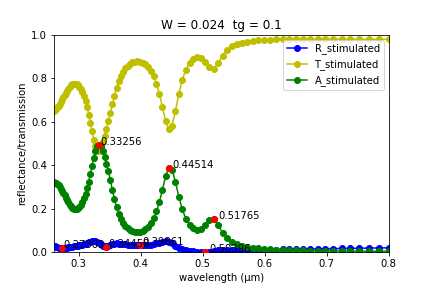 W = 0.024 tg = 0.1
1.0
0.8
0.6
0.4
0.2
0.0
reflectance/transmission
R_stimulated
T_stimulated
A_stimulated
0.33256
0.44514
0.51765
0.3 0.4 0.5 0.6 0.7 0.8
wavelength (μm)